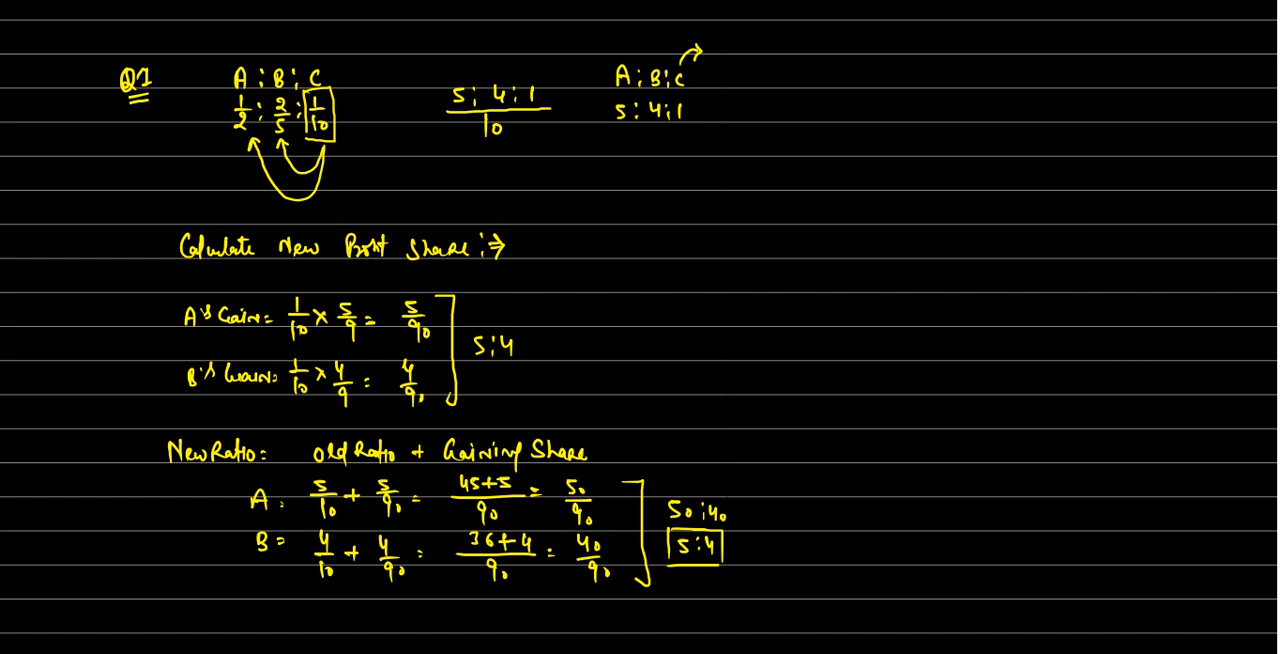 Q1 A : B : C
1/2 : 2/5 : 1/10
5 : 4 : 1 / 10
A : B : C
5 : 4 : 1
Calculate New Profit Share :⇒
A's Gain = 1/10 × 5/9 = 5/90
B's Gain = 1/10 × 4/9 = 4/90
5 : 4
New Ratio = Old Ratio + Gaining Share
A = 5/10 + 5/90 = 45+5/90 = 50/90
B = 4/10 + 4/90 = 36+4/90 = 40/90
50 : 40
5 : 4